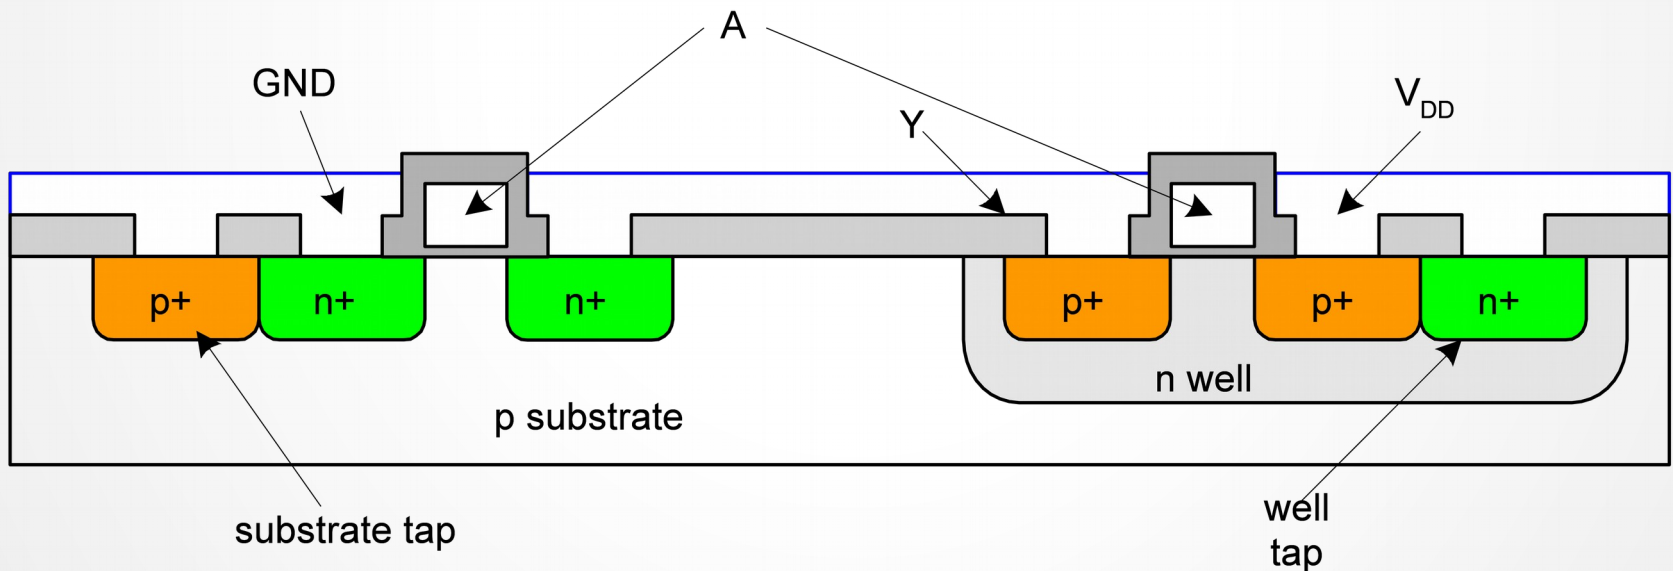 A
GND
Y
VDD
p+
n+
n+
p+
p+
n+
n well
p substrate
substrate tap
well
tap